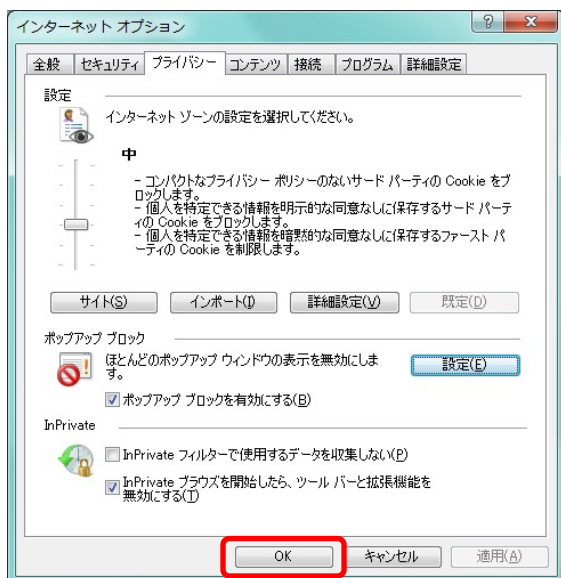 インターネット オプション
全般 セキュリティ プライバシー コンテンツ 接続 プログラム 詳細設定
設定
インターネット ゾーンの設定を選択してください。
中
- コンパクトなプライバシー ポリシーのないサード パーティの Cookie をブ
ロックします。
- 個人を特定できる情報を明示的な同意なしに保存するサード パーテ
ィの Cookie をブロックします。
- 個人を特定できる情報を暗黙的な同意なしに保存するファースト パ
ーティの Cookie を制限します。
サイト(S) インポート(I) 詳細設定(V) 既定(D)
ポップアップ ブロック
ほとんどのポップアップ ウィンドウの表示を無効にしま
す。
設定(E)
ポップアップ ブロックを有効にする(B)
InPrivate
InPrivate フィルターで使用するデータを収集しない(P)
InPrivate ブラウズを開始したら、ツール バーと拡張機能を
無効にする(T)
OK キャンセル 適用(A)